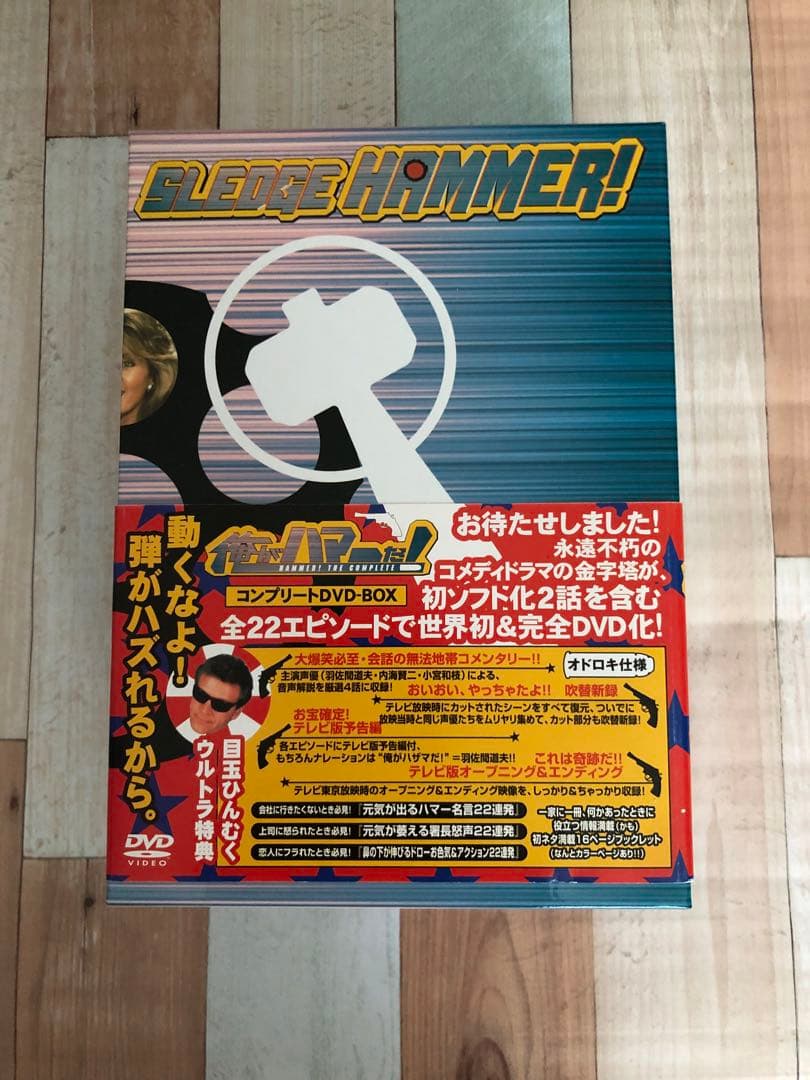 SLEDGE HAMMER!
動くなよ!
弾がハズれるから。
俺がハマーだ!
HAMMER! THE COMPLETE
コンプリートDVD-BOX
お待たせしました!
永遠不朽の
コメディドラマの金字塔が、
初ソフト化2話を含む
全22エピソードで世界初&完全DVD化!
目玉ひんむく
ウルトラ特典
オドロキ仕様
大爆笑必至・会話の無法地帯コメンタリー!!
主演声優(羽佐間道夫・内海賢二・小宮和枝)による、
音声解説を厳選4話に収録!
おいおい、やっちゃたよ!! 吹替新録
テレビ放映時にカットされたシーンをすべて復元、ついでに
放映当時と同じ声優たちをムリヤリ集めて、カット部分も吹替新録!
お宝確定!
テレビ版予告編
各エピソードにテレビ版予告編付、
もちろんナレーションは"俺がハザマだ!"=羽佐間道夫!!
これは奇跡だ!!
テレビ版オープニング&エンディング
テレビ東京放映時のオープニング&エンディング映像を、しっかり&ちゃっかり収録!
会社に行きたくないとき必見!『元気が出るハマー名言22連発』
上司に怒られたとき必見!『元気が萎える署長怒声22連発』
恋人にフラれたとき必見!『鼻の下が伸びるドロー お色気&アクション22連発』
一家に一冊、何かあったときに
役立つ情報満載(かも)
初ネタ満載16ページブックレット
(なんとカラーページあり!!)
DVD
VIDEO